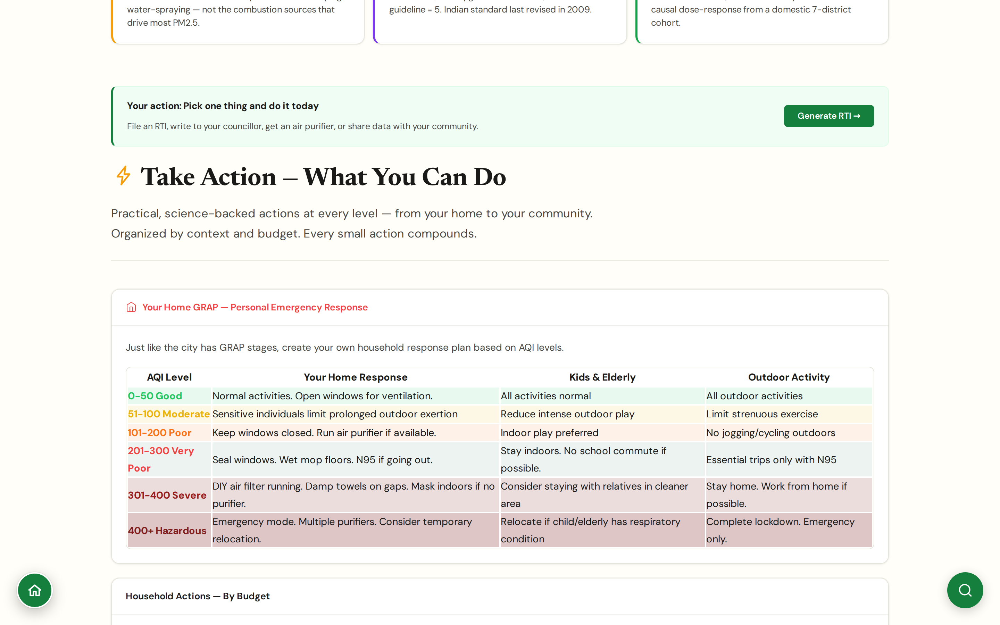 water-spraying — not the combustion sources that
drive most PM2.5.
guideline = 5. Indian standard last revised in 2009.
causal dose-response from a domestic 7-district
cohort.
Your action: Pick one thing and do it today
File an RTI, write to your councillor, get an air purifier, or share data with your community.
Generate RTI →
Take Action — What You Can Do
Practical, science-backed actions at every level — from your home to your community.
Organized by context and budget. Every small action compounds.
Your Home GRAP — Personal Emergency Response
Just like the city has GRAP stages, create your own household response plan based on AQI levels.
AQI Level Your Home Response Kids & Elderly Outdoor Activity
0-50 Good Normal activities. Open windows for ventilation. All activities normal All outdoor activities
51-100 Moderate Sensitive individuals limit prolonged outdoor exertion Reduce intense outdoor play Limit strenuous exercise
101-200 Poor Keep windows closed. Run air purifier if available. Indoor play preferred No jogging/cycling outdoors
201-300 Very
Poor
Seal windows. Wet mop floors. N95 if going out.
Stay indoors. No school commute if
possible.
Essential trips only with N95
301-400 Severe
DIY air filter running. Damp towels on gaps. Mask indoors if no
purifier.
Consider staying with relatives in cleaner
area
Stay home. Work from home if
possible.
400+ Hazardous
Emergency mode. Multiple purifiers. Consider temporary
relocation.
Relocate if child/elderly has respiratory
condition
Complete lockdown. Emergency
only.
Household Actions — By Budget